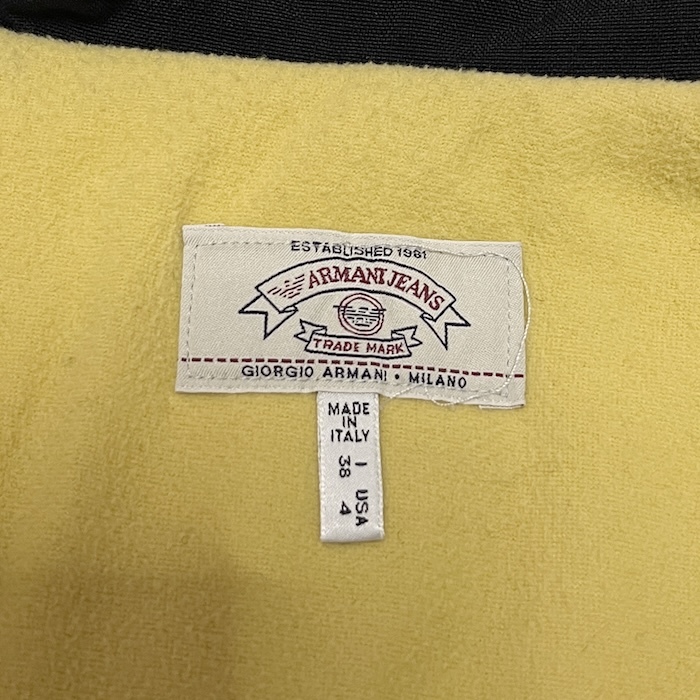 ESTABLISHED 1981
ARMANI JEANS
TRADE MARK
GIORGIO ARMANI • MILANO
MADE
IN
ITALY
I USA
38 4